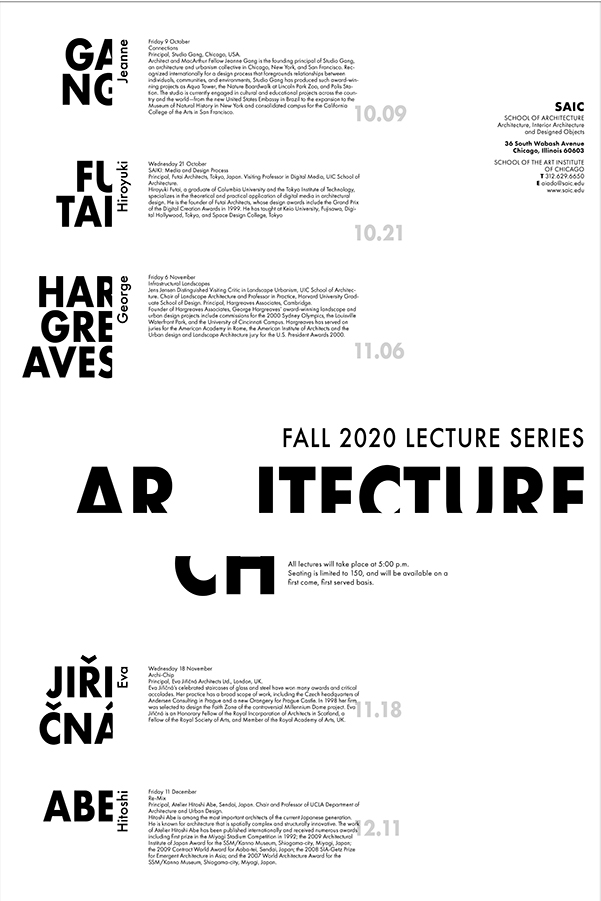 GA
NG
Jeanne
Friday 9 October
Connections
Principal, Studio Gang, Chicago, USA.
Architect and MacArthur Fellow Jeanne Gang is the founding principal of Studio Gang,
an architecture and urbanism collective in Chicago, New York, and San Francisco. Rec-
ognized internationally for a design process that foregrounds relationships between
individuals, communities, and environments, Studio Gang has produced such award-win-
ning projects as Aqua Tower, the Nature Boardwalk at Lincoln Park Zoo, and Polis Sta-
tion. The studio is currently engaged in cultural and educational projects across the coun-
try and the world—from the new United States Embassy in Brazil to the expansion to the
Museum of Natural History in New York and consolidated campus for the California
College of the Arts in San Francisco.
10.09
SAIC
SCHOOL OF ARCHITECTURE
Architecture, Interior Architecture
and Designed Objects
36 South Wabash Avenue
Chicago, Illinois 60603
SCHOOL OF THE ART INSTITUTE
OF CHICAGO
T 312.629.6650
E aiado@saic.edu
www.saic.edu
FU
TAI
Hiroyuki
Wednesday 21 October
SAIKI: Media and Design Process
Principal, Futai Architects, Tokyo, Japan. Visiting Professor in Digital Media, UIC School of
Architecture.
Hiroyuki Futai, a graduate of Columbia University and the Tokyo Institute of Technology,
specializes in the theoretical and practical application of digital media in architectural
design. He is the founder of Futai Architects, whose design awards include the Grand Prix
of the Digital Creation Awards in 1999. He has taught at Keio University, Fujisawa, Digi-
tal Hollywood, Tokyo, and Space Design College, Tokyo
10.21
HAR
GRE
AVES
George
Friday 6 November
Infrastructural Landscapes
Jens Jensen Distinguished Visiting Critic in Landscape Urbanism, UIC School of Architec-
ture. Chair of Landscape Architecture and Professor in Practice, Harvard University Grad-
uate School of Design. Principal, Hargreaves Associates, Cambridge.
Founder of Hargreaves Associates, George Hargreaves' award-winning landscape and
urban design projects include commissions for the 2000 Sydney Olympics, the Louisville
Waterfront Park, and the University of Cincinnati Campus. Hargreaves has served on
juries for the American Academy in Rome, the American Institute of Architects and the
Urban design and Landscape Architecture jury for the U.S. President Awards 2000.
11.06
FALL 2020 LECTURE SERIES
ARCHITECTURE
All lectures will take place at 5:00 p.m.
Seating is limited to 150, and will be available on a
first come, first served basis.
JIŘI
ČNÁ
Eva
Wednesday 18 November
Archi-Chip
Principal, Eva Jiřičná Architects Ltd., London, UK.
Eva Jiřičná's celebrated staircases of glass and steel have won many awards and critical
accolades. Her practice has a broad scope of work, including the Czech headquarters of
Andersen Consulting in Prague and a new Orangery for Prague Castle. In 1998 her firm
was selected to design the Faith Zone of the controversial Millennium Dome project. Eva
Jiřičná is an Honorary Fellow of the Royal Incorporation of Architects in Scotland, a
Fellow of the Royal Society of Arts, and Member of the Royal Academy of Arts, UK.
11.18
ABE
Hitoshi
Friday 11 December
Re-Mix
Principal, Atelier Hitoshi Abe, Sendai, Japan. Chair and Professor of UCLA Department of
Architecture and Urban Design.
Hitoshi Abe is among the most important architects of the current Japanese generation.
He is known for architecture that is spatially complex and structurally innovative. The work
of Atelier Hitoshi Abe has been published internationally and received numerous awards,
including first prize in the Miyagi Stadium Competition in 1992; the 2009 Architectural
Institute of Japan Award for the SSM/Kanno Museum, Shiogama-city, Miyagi, Japan;
the 2009 Contract World Award for Aoba-tei, Sendai, Japan; the 2008 SIA-Getz Prize
for Emergent Architecture in Asia; and the 2007 World Architecture Award for the
SSM/Kanno Museum, Shiogama-city, Miyagi, Japan.
12.11